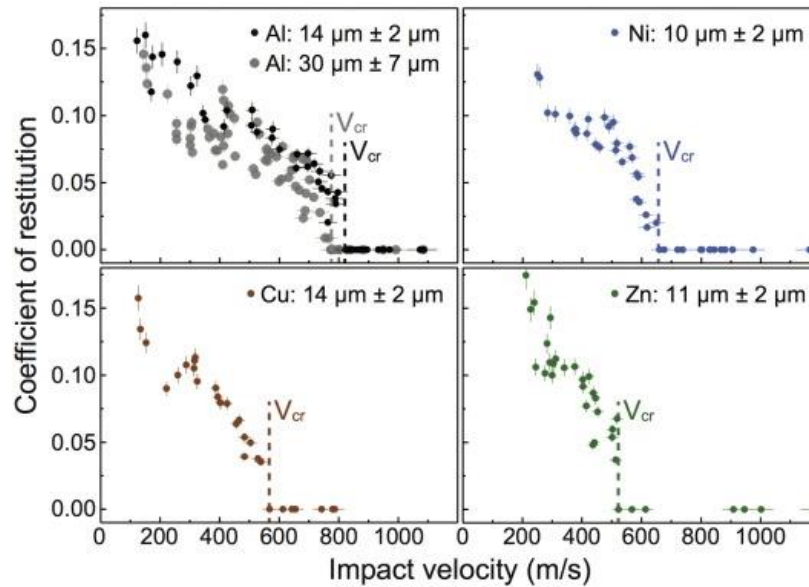 Coefficient of restitution
0.15
0.10
0.05
0.00
Al: 14 µm ± 2 µm
Al: 30 µm ± 7 µm
Vcr
Vcr
Ni: 10 µm ± 2 µm
Vcr
0.15
0.10
0.05
0.00
Cu: 14 µm ± 2 µm
Vcr
Zn: 11 µm ± 2 µm
Vcr
0 200 400 600 800 1000
0 200 400 600 800 1000
Impact velocity (m/s)